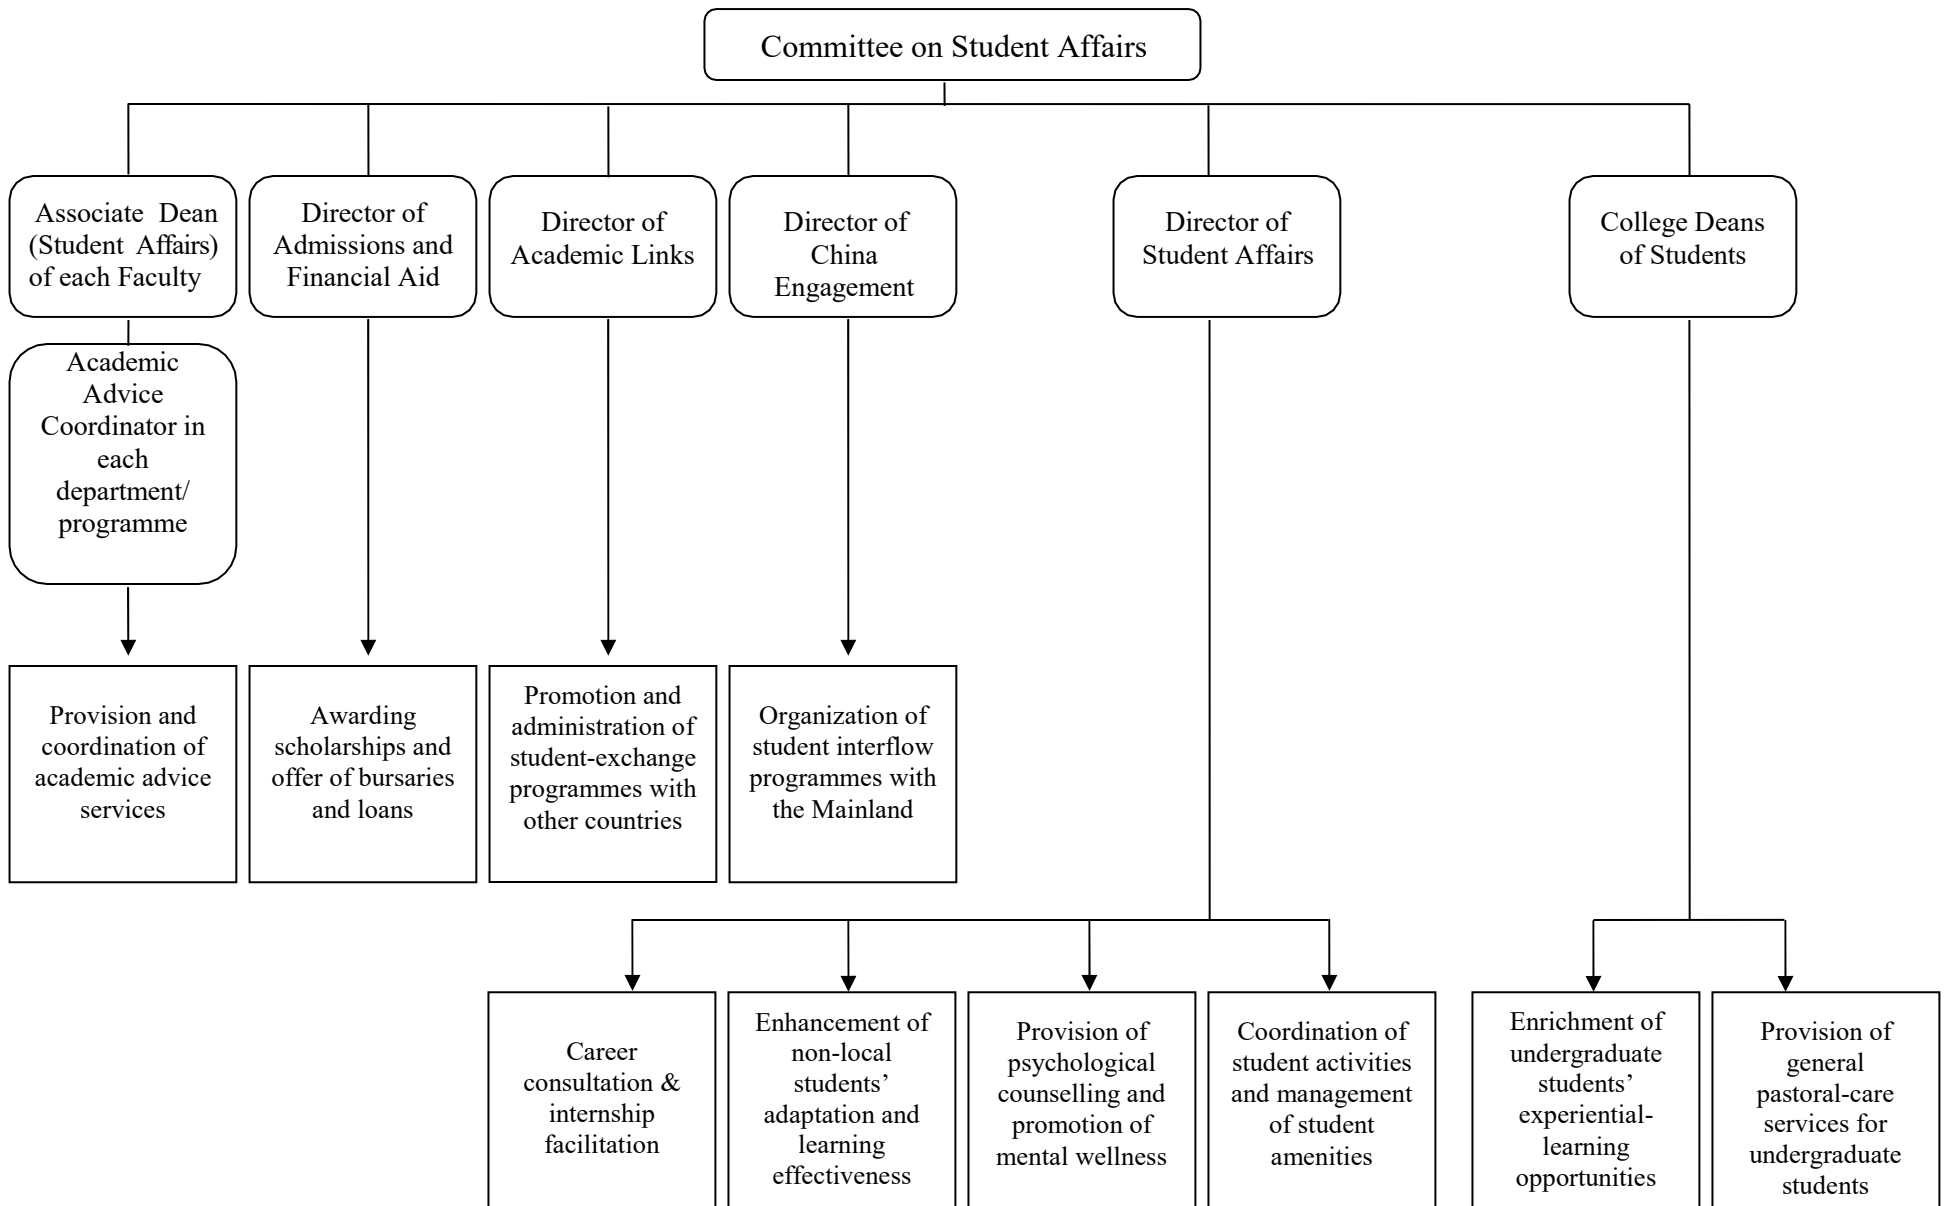 Committee on Student Affairs
Associate Dean
(Student Affairs)
of each Faculty
Director of
Admissions and
Financial Aid
Director of
Academic Links
Director of
China
Engagement
Director of
Student Affairs
College Deans
of Students
Academic
Advice
Coordinator in
each
department/
programme
Provision and
coordination of
academic advice
services
Awarding
scholarships and
offer of bursaries
and loans
Promotion and
administration of
student-exchange
programmes with
other countries
Organization of
student interflow
programmes with
the Mainland
Career
consultation &
internship
facilitation
Enhancement of
non-local
students’
adaptation and
learning
effectiveness
Provision of
psychological
counselling and
promotion of
mental wellness
Coordination of
student activities
and management
of student
amenities
Enrichment of
undergraduate
students’
experiential-
learning
opportunities
Provision of
general
pastoral-care
services for
undergraduate
students